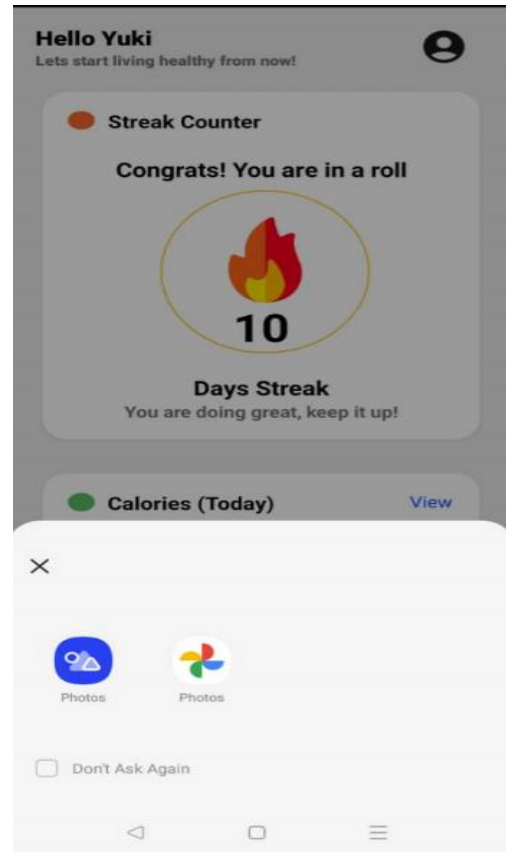 Hello Yuki
Lets start living healthy from now!
Streak Counter
Congrats! You are in a roll
10
Days Streak
You are doing great, keep it up!
Calories (Today) View
Photos Photos
Don't Ask Again